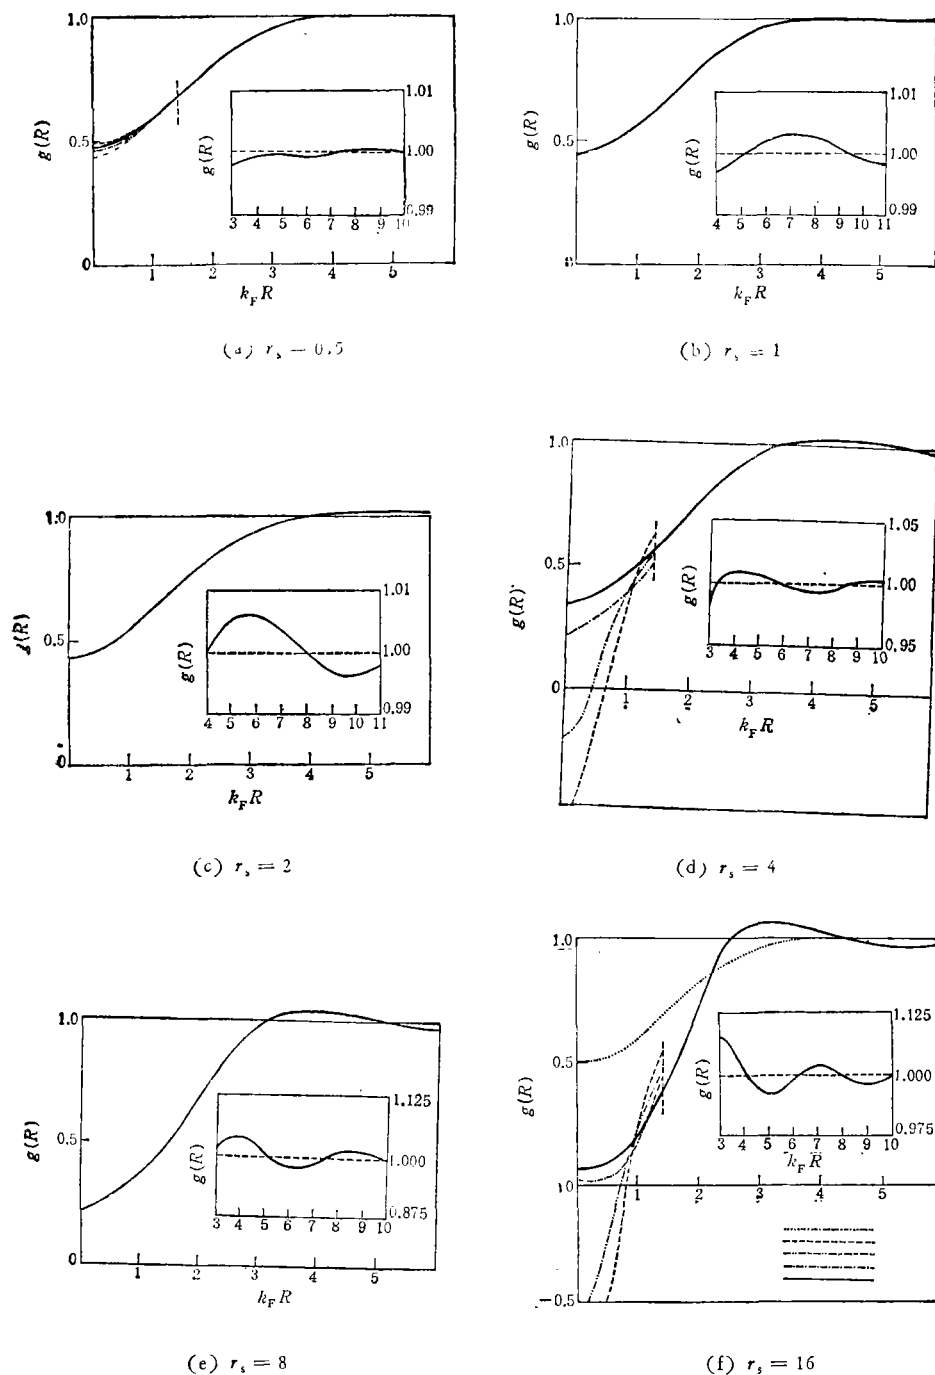 1.0
0.5
0
g(R)
1 2 3 4 5
k_F R
1.01
1.00
0.99
g(R)
3 4 5 6 7 8 9 10
(a) r_s = 0.5
1.0
0.5
0
g(R)
1 2 3 4 5
k_F R
1.01
1.00
0.99
g(R)
4 5 6 7 8 9 10 11
(b) r_s = 1
1.0
0.5
0
g(R)
1 2 3 4 5
k_F R
1.01
1.00
0.99
g(R)
4 5 6 7 8 9 10 11
(c) r_s = 2
1.0
0.5
0
g(R)
1 2 3 4 5
k_F R
1.05
1.00
0.95
g(R)
3 4 5 6 7 8 9 10
(d) r_s = 4
1.0
0.5
0
g(R)
1 2 3 4 5
k_F R
1.125
1.000
0.875
g(R)
3 4 5 6 7 8 9 10
(e) r_s = 8
1.0
0.5
0
-0.5
g(R)
1 2 3 4 5
1.125
1.000
0.975
g(R)
3 4 5 6 7 8 9 10
k_F R
(f) r_s = 16